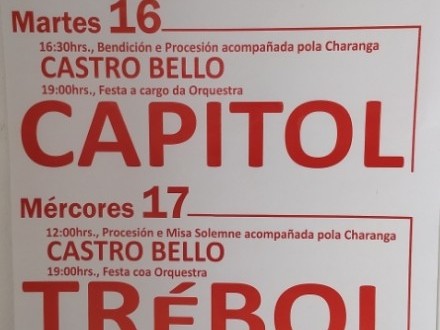 Martes 16
16:30hrs., Bendición e Procesión acompañada pola Charanga
CASTRO BELLO
19:00hrs., Festa a cargo da Orquestra
CAPITOL
Mércores 17
12:00hrs., Procesión e Misa Solemne acompañada pola Charanga
CASTRO BELLO
19:00hrs., Festa coa Orquestra
TRÉBOL